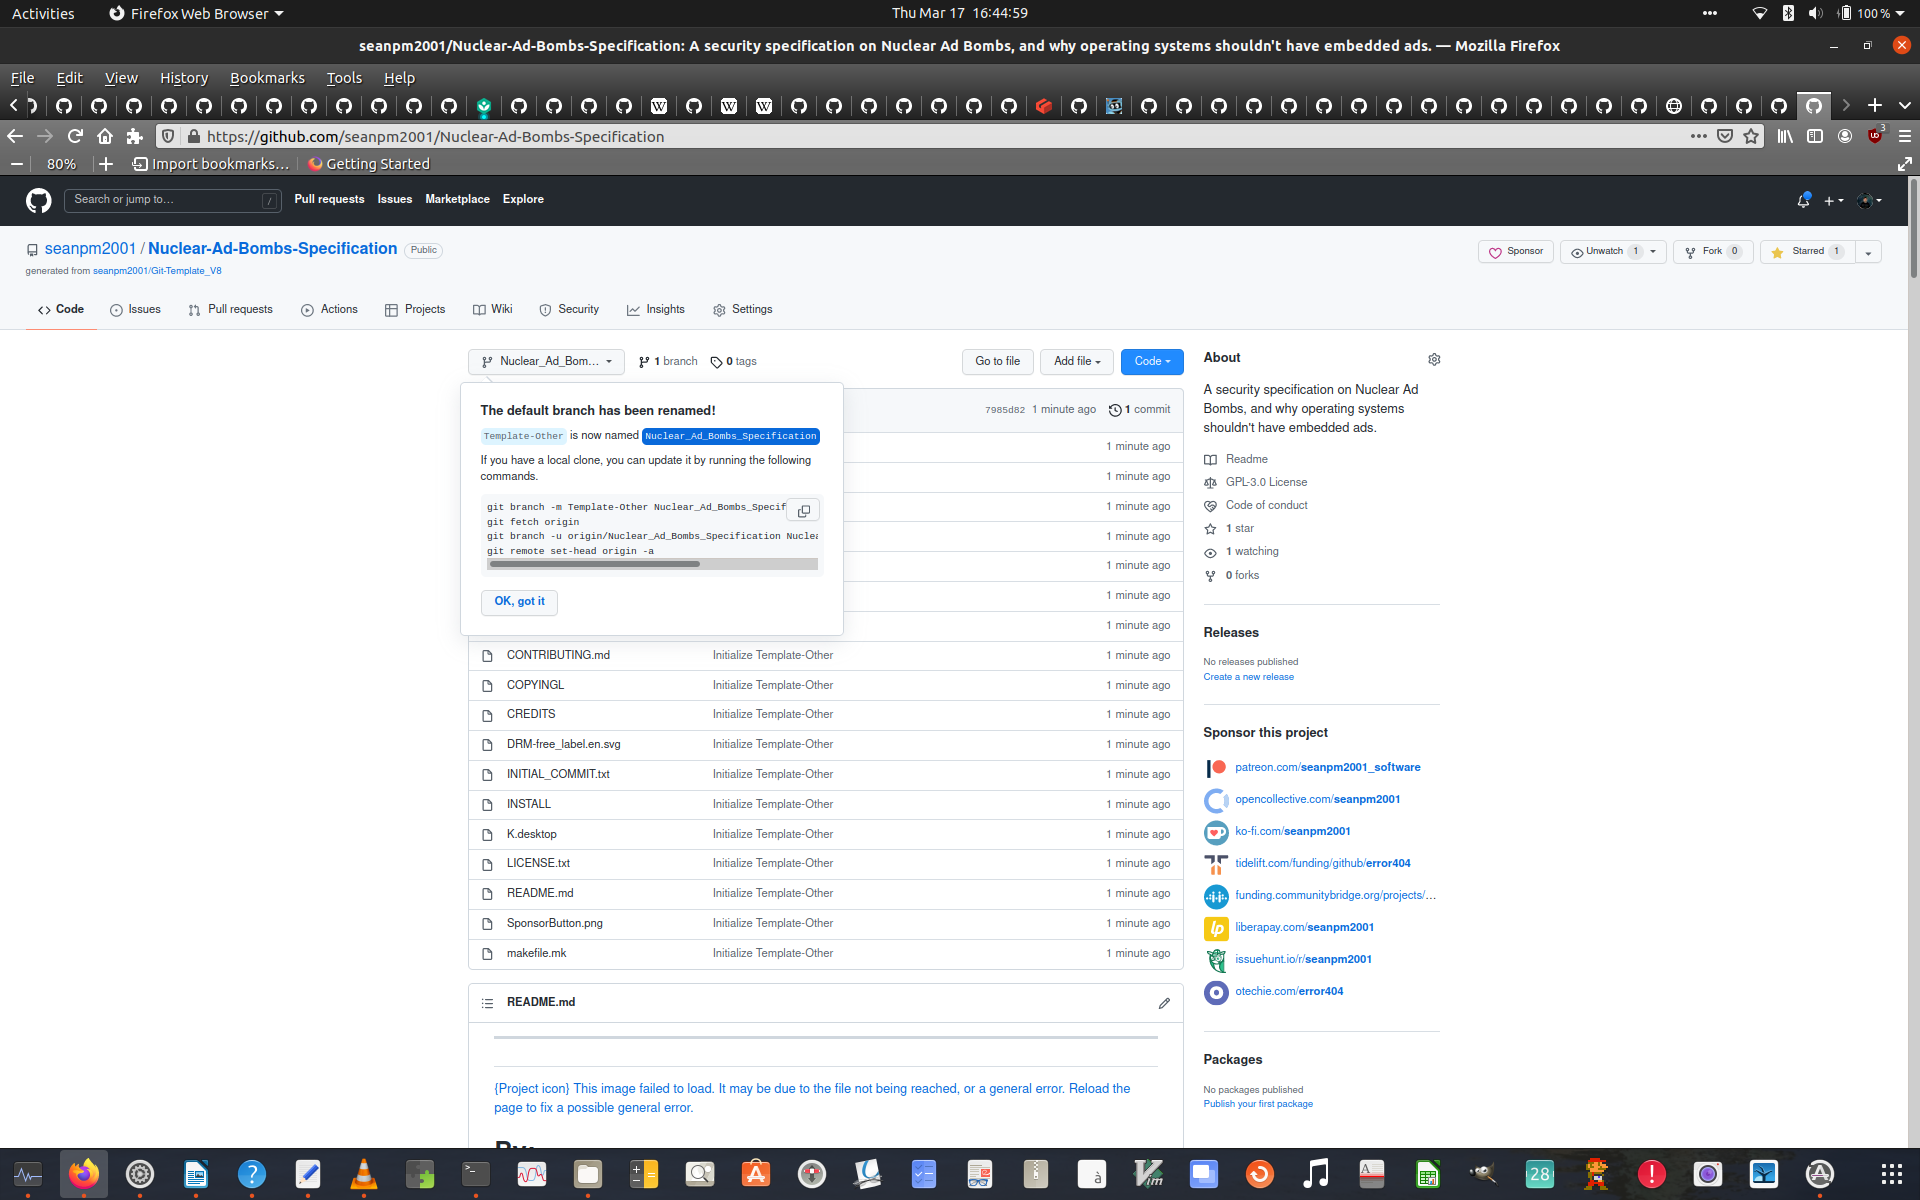 Activities
Firefox Web Browser
Thu Mar 17 16:44:59
100 %
seanpm2001/Nuclear-Ad-Bombs-Specification: A security specification on Nuclear Ad Bombs, and why operating systems shouldn't have embedded ads. — Mozilla Firefox
File Edit View History Bookmarks Tools Help
https://github.com/seanpm2001/Nuclear-Ad-Bombs-Specification
3
80%
Import bookmarks...
Getting Started
Search or jump to...
/
Pull requests
Issues
Marketplace
Explore
seanpm2001 / Nuclear-Ad-Bombs-Specification
Public
Sponsor
Unwatch 1
Fork 0
Starred 1
generated from seanpm2001/Git-Template_V8
Code
Issues
Pull requests
Actions
Projects
Wiki
Security
Insights
Settings
Nuclear_Ad_Bom...
1 branch
0 tags
Go to file
Add file
Code
The default branch has been renamed!
Template-Other is now named Nuclear_Ad_Bombs_Specification
If you have a local clone, you can update it by running the following
commands.
git branch -m Template-Other Nuclear_Ad_Bombs_Specif
git fetch origin
git branch -u origin/Nuclear_Ad_Bombs_Specification Nuclea
git remote set-head origin -a
OK, got it
7985d82 1 minute ago
1 commit
1 minute ago
1 minute ago
1 minute ago
1 minute ago
1 minute ago
1 minute ago
1 minute ago
CONTRIBUTING.md Initialize Template-Other 1 minute ago
COPYINGL Initialize Template-Other 1 minute ago
CREDITS Initialize Template-Other 1 minute ago
DRM-free_label.en.svg Initialize Template-Other 1 minute ago
INITIAL_COMMIT.txt Initialize Template-Other 1 minute ago
INSTALL Initialize Template-Other 1 minute ago
K.desktop Initialize Template-Other 1 minute ago
LICENSE.txt Initialize Template-Other 1 minute ago
README.md Initialize Template-Other 1 minute ago
SponsorButton.png Initialize Template-Other 1 minute ago
makefile.mk Initialize Template-Other 1 minute ago
README.md
{Project icon} This image failed to load. It may be due to the file not being reached, or a general error. Reload the
page to fix a possible general error.
About
A security specification on Nuclear Ad
Bombs, and why operating systems
shouldn't have embedded ads.
Readme
GPL-3.0 License
Code of conduct
1 star
1 watching
0 forks
Releases
No releases published
Create a new release
Sponsor this project
patreon.com/seanpm2001_software
opencollective.com/seanpm2001
ko-fi.com/seanpm2001
tidelift.com/funding/github/error404
funding.communitybridge.org/projects/...
liberapay.com/seanpm2001
issuehunt.io/r/seanpm2001
otechie.com/error404
Packages
No packages published
Publish your first package
28